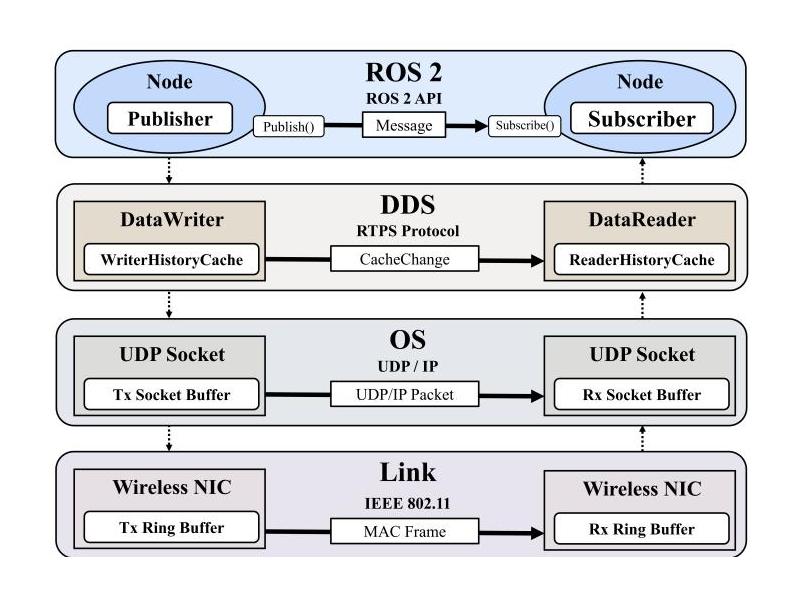 ROS 2
ROS 2 API
Node
Publisher
Publish()
Message
Subscribe()
Node
Subscriber
DDS
RTPS Protocol
DataWriter
WriterHistoryCache
CacheChange
DataReader
ReaderHistoryCache
OS
UDP / IP
UDP Socket
Tx Socket Buffer
UDP/IP Packet
UDP Socket
Rx Socket Buffer
Link
IEEE 802.11
Wireless NIC
Tx Ring Buffer
MAC Frame
Wireless NIC
Rx Ring Buffer